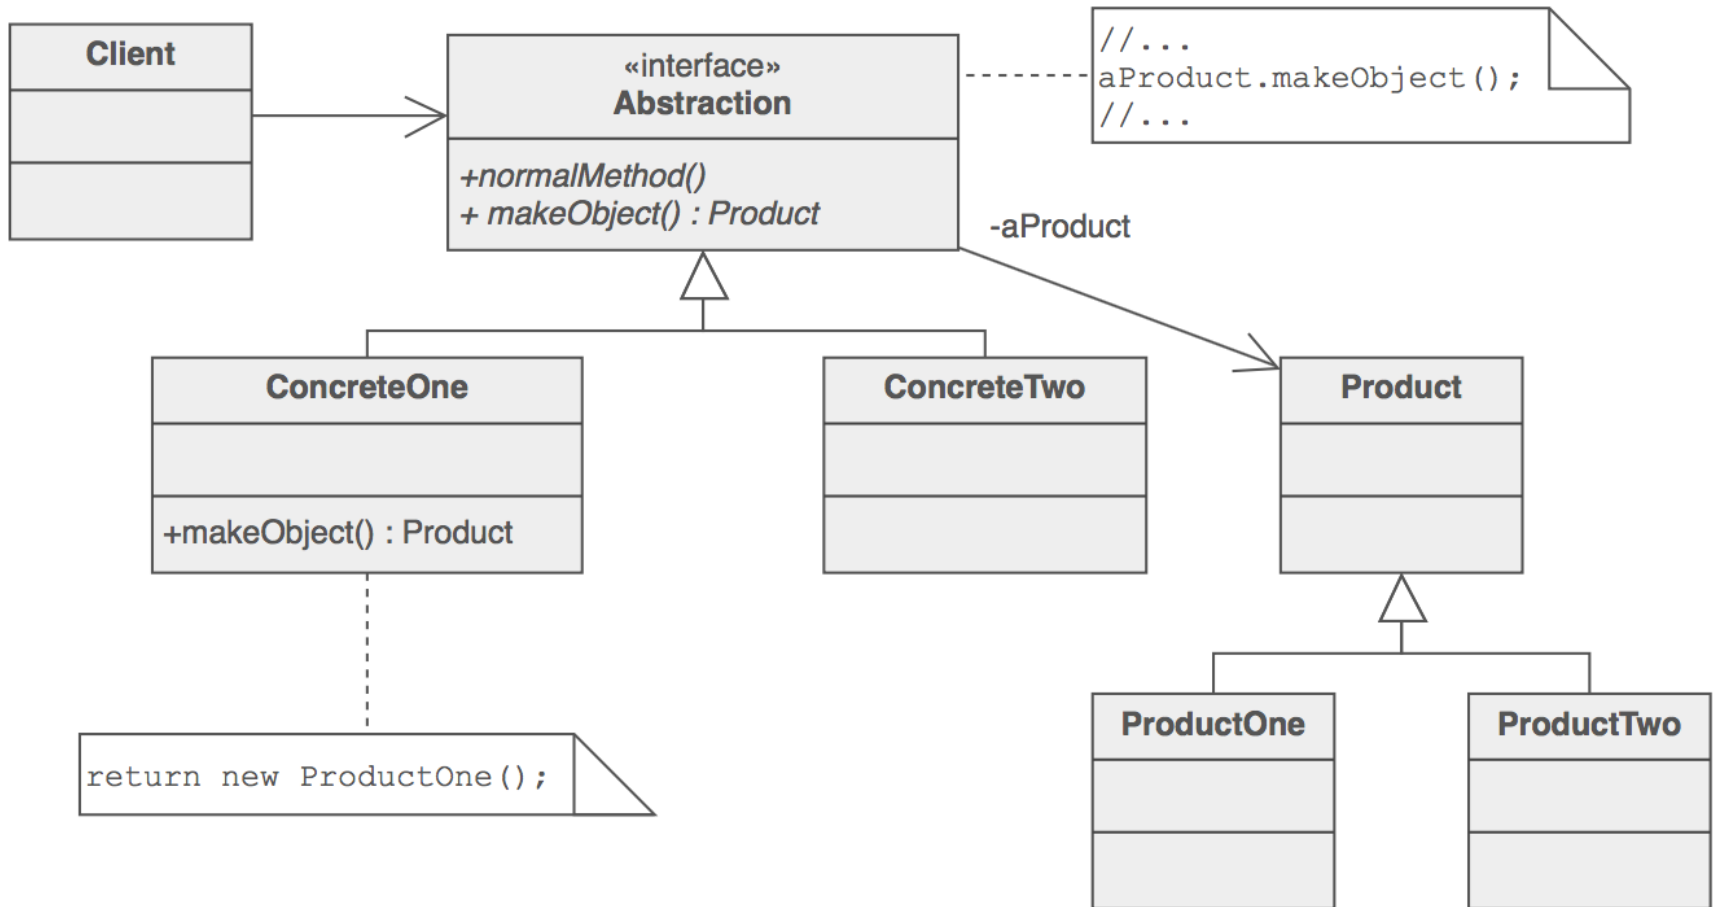 Client
«interface»
Abstraction
+normalMethod()
+ makeObject() : Product
//...
aProduct.makeObject();
//...
-aProduct
ConcreteOne
+makeObject() : Product
ConcreteTwo
Product
return new ProductOne();
ProductOne
ProductTwo